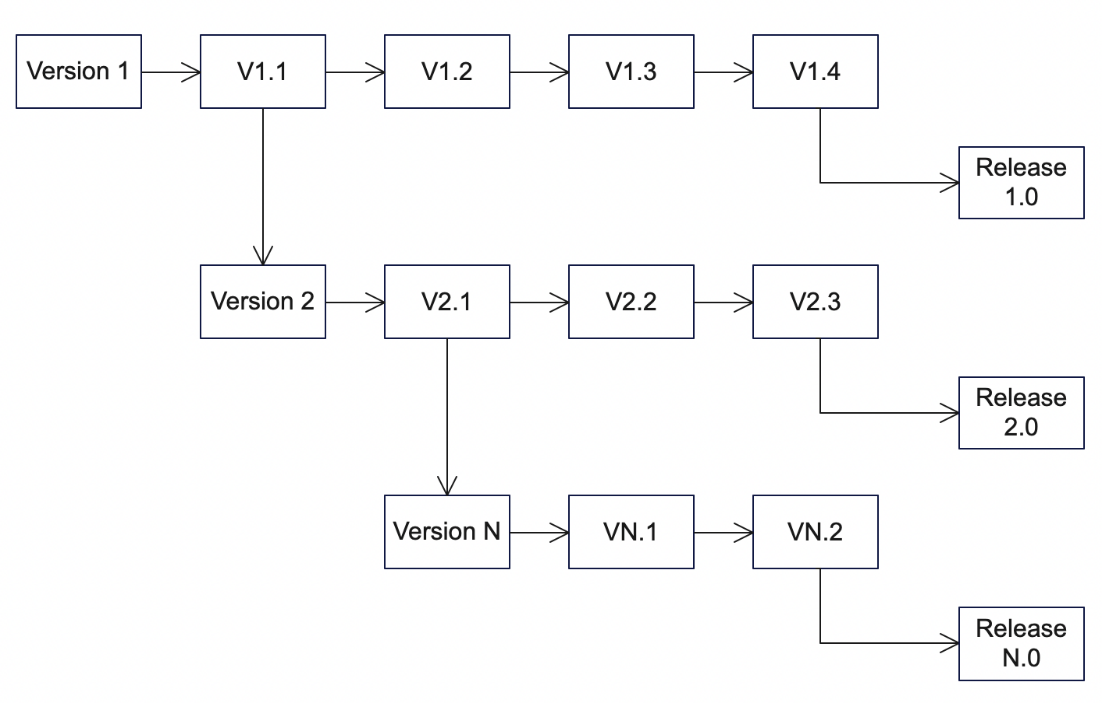 Version 1
V1.1
V1.2
V1.3
V1.4
Release
1.0
Version 2
V2.1
V2.2
V2.3
Release
2.0
Version N
VN.1
VN.2
Release
N.0